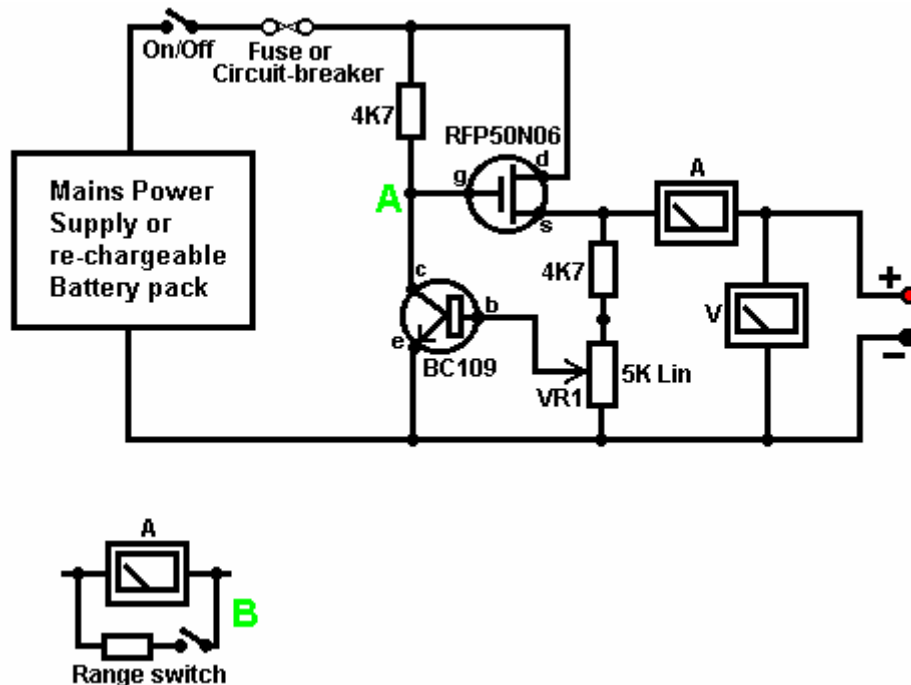 On/Off
Fuse or
Circuit-breaker
4K7
RFP50N06
d
g
s
A
A
Mains Power
Supply or
re-chargeable
Battery pack
c
b
e
BC109
4K7
V
+
−
VR1
5K Lin
A
B
Range switch